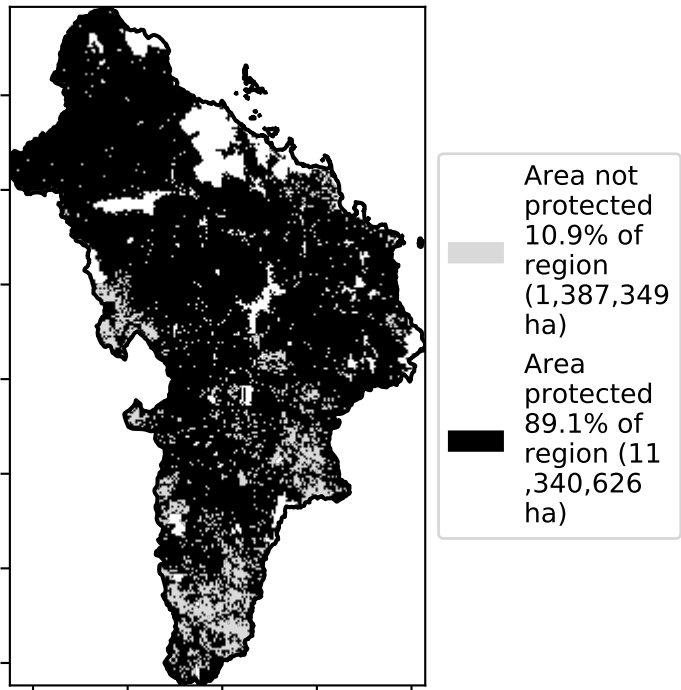 Area not
protected
10.9% of
region
(1,387,349
ha)
Area
protected
89.1% of
region (11
,340,626
ha)